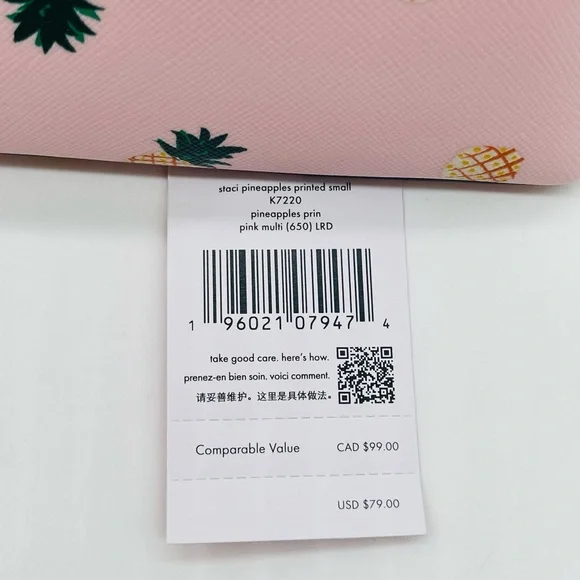 staci pineapples printed small
K7220
pineapples prin
pink multi (650) LRD
1 96021 07947 4
take good care. here's how.
prenez-en bien soin. voici comment.
请妥善维护。这里是具体做法。
Comparable Value CAD $99.00
USD $79.00